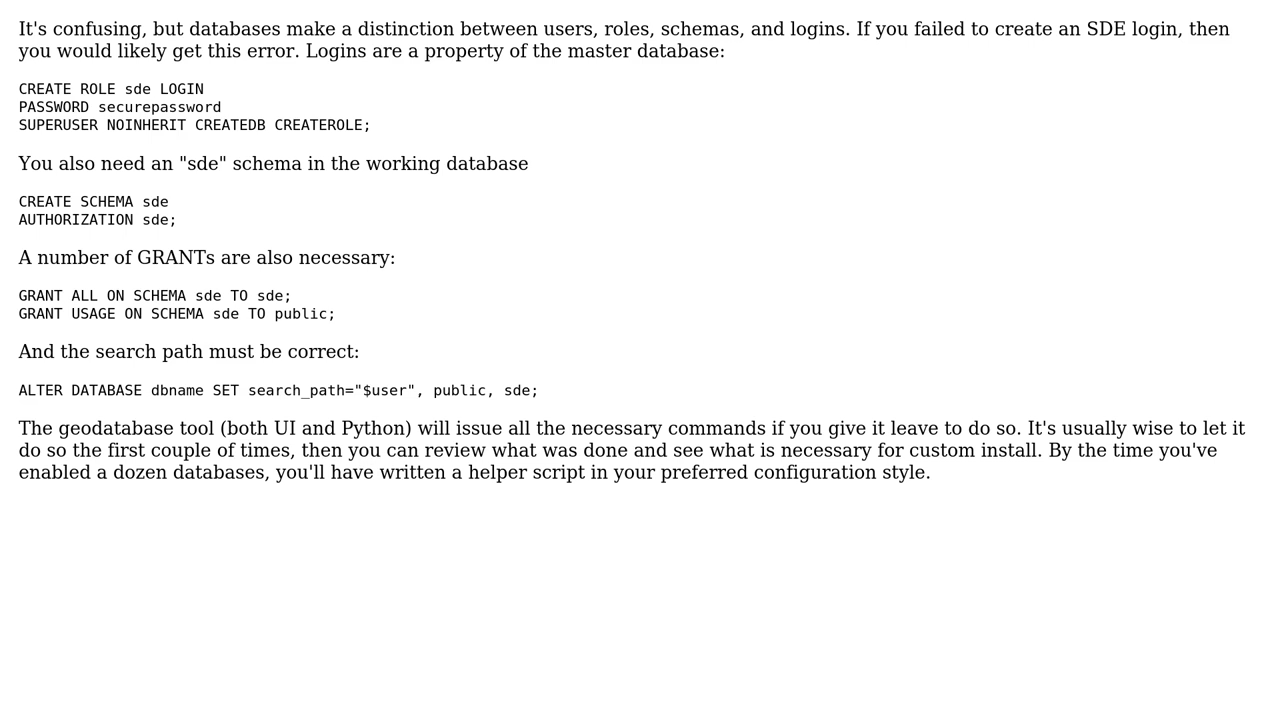 It's confusing, but databases make a distinction between users, roles, schemas, and logins. If you failed to create an SDE login, then
you would likely get this error. Logins are a property of the master database:
CREATE ROLE sde LOGIN
PASSWORD securepassword
SUPERUSER NOINHERIT CREATEDB CREATEROLE;
You also need an "sde" schema in the working database
CREATE SCHEMA sde
AUTHORIZATION sde;
A number of GRANTs are also necessary:
GRANT ALL ON SCHEMA sde TO sde;
GRANT USAGE ON SCHEMA sde TO public;
And the search path must be correct:
ALTER DATABASE dbname SET search_path="$user", public, sde;
The geodatabase tool (both UI and Python) will issue all the necessary commands if you give it leave to do so. It's usually wise to let it
do so the first couple of times, then you can review what was done and see what is necessary for custom install. By the time you've
enabled a dozen databases, you'll have written a helper script in your preferred configuration style.